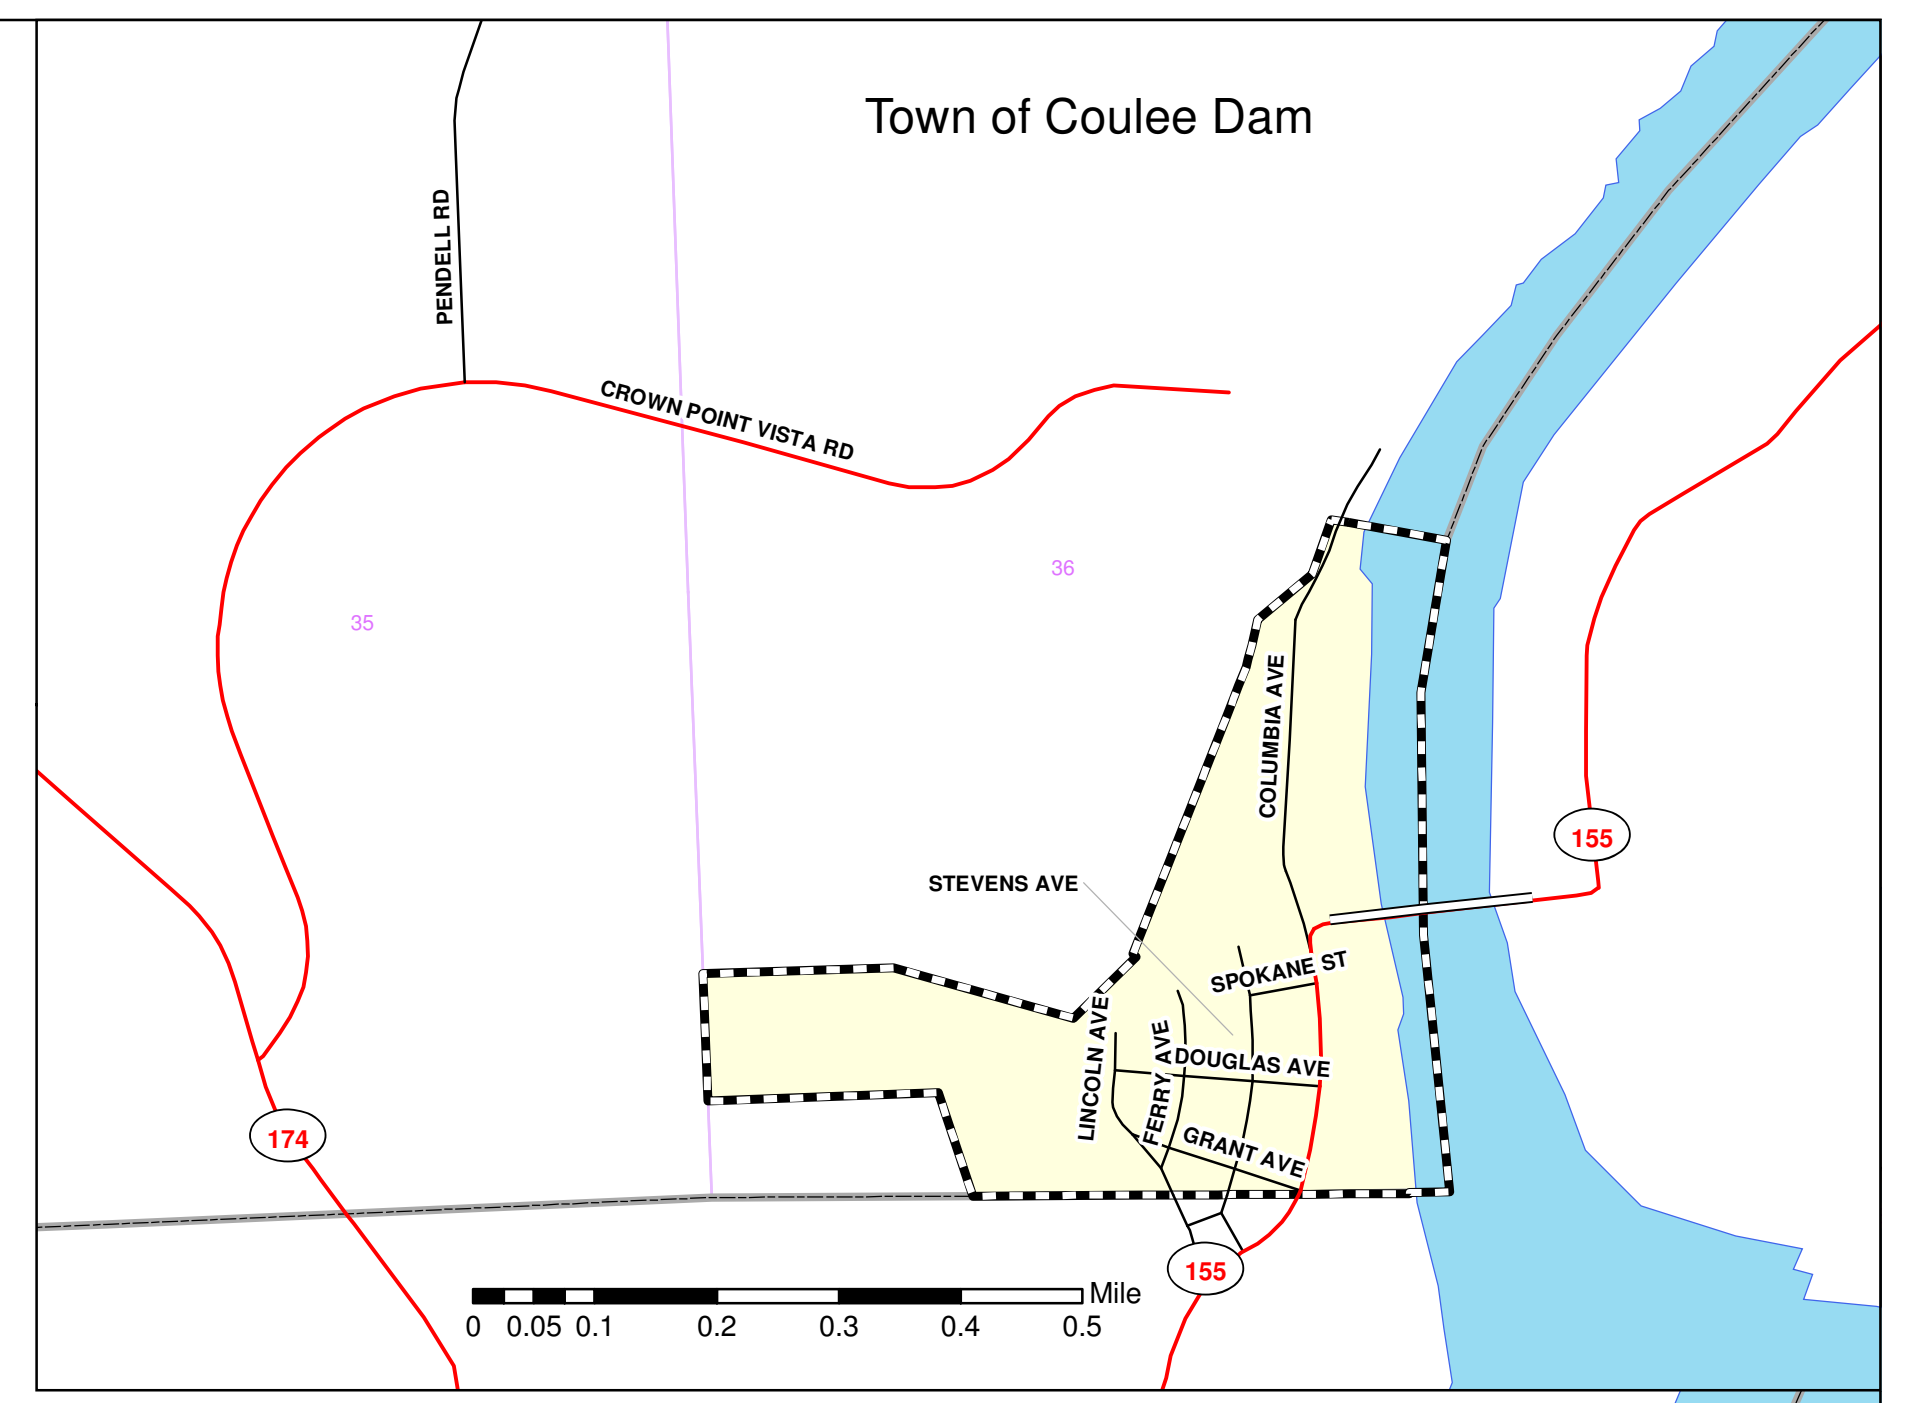 Town of Coulee Dam
PENDELL RD
CROWN POINT VISTA RD
36
35
COLUMBIA AVE
155
STEVENS AVE
SPOKANE ST
LINCOLN AVE
FERRY AVE
DOUGLAS AVE
GRANT AVE
174
155
Mile
0 0.05 0.1 0.2 0.3 0.4 0.5